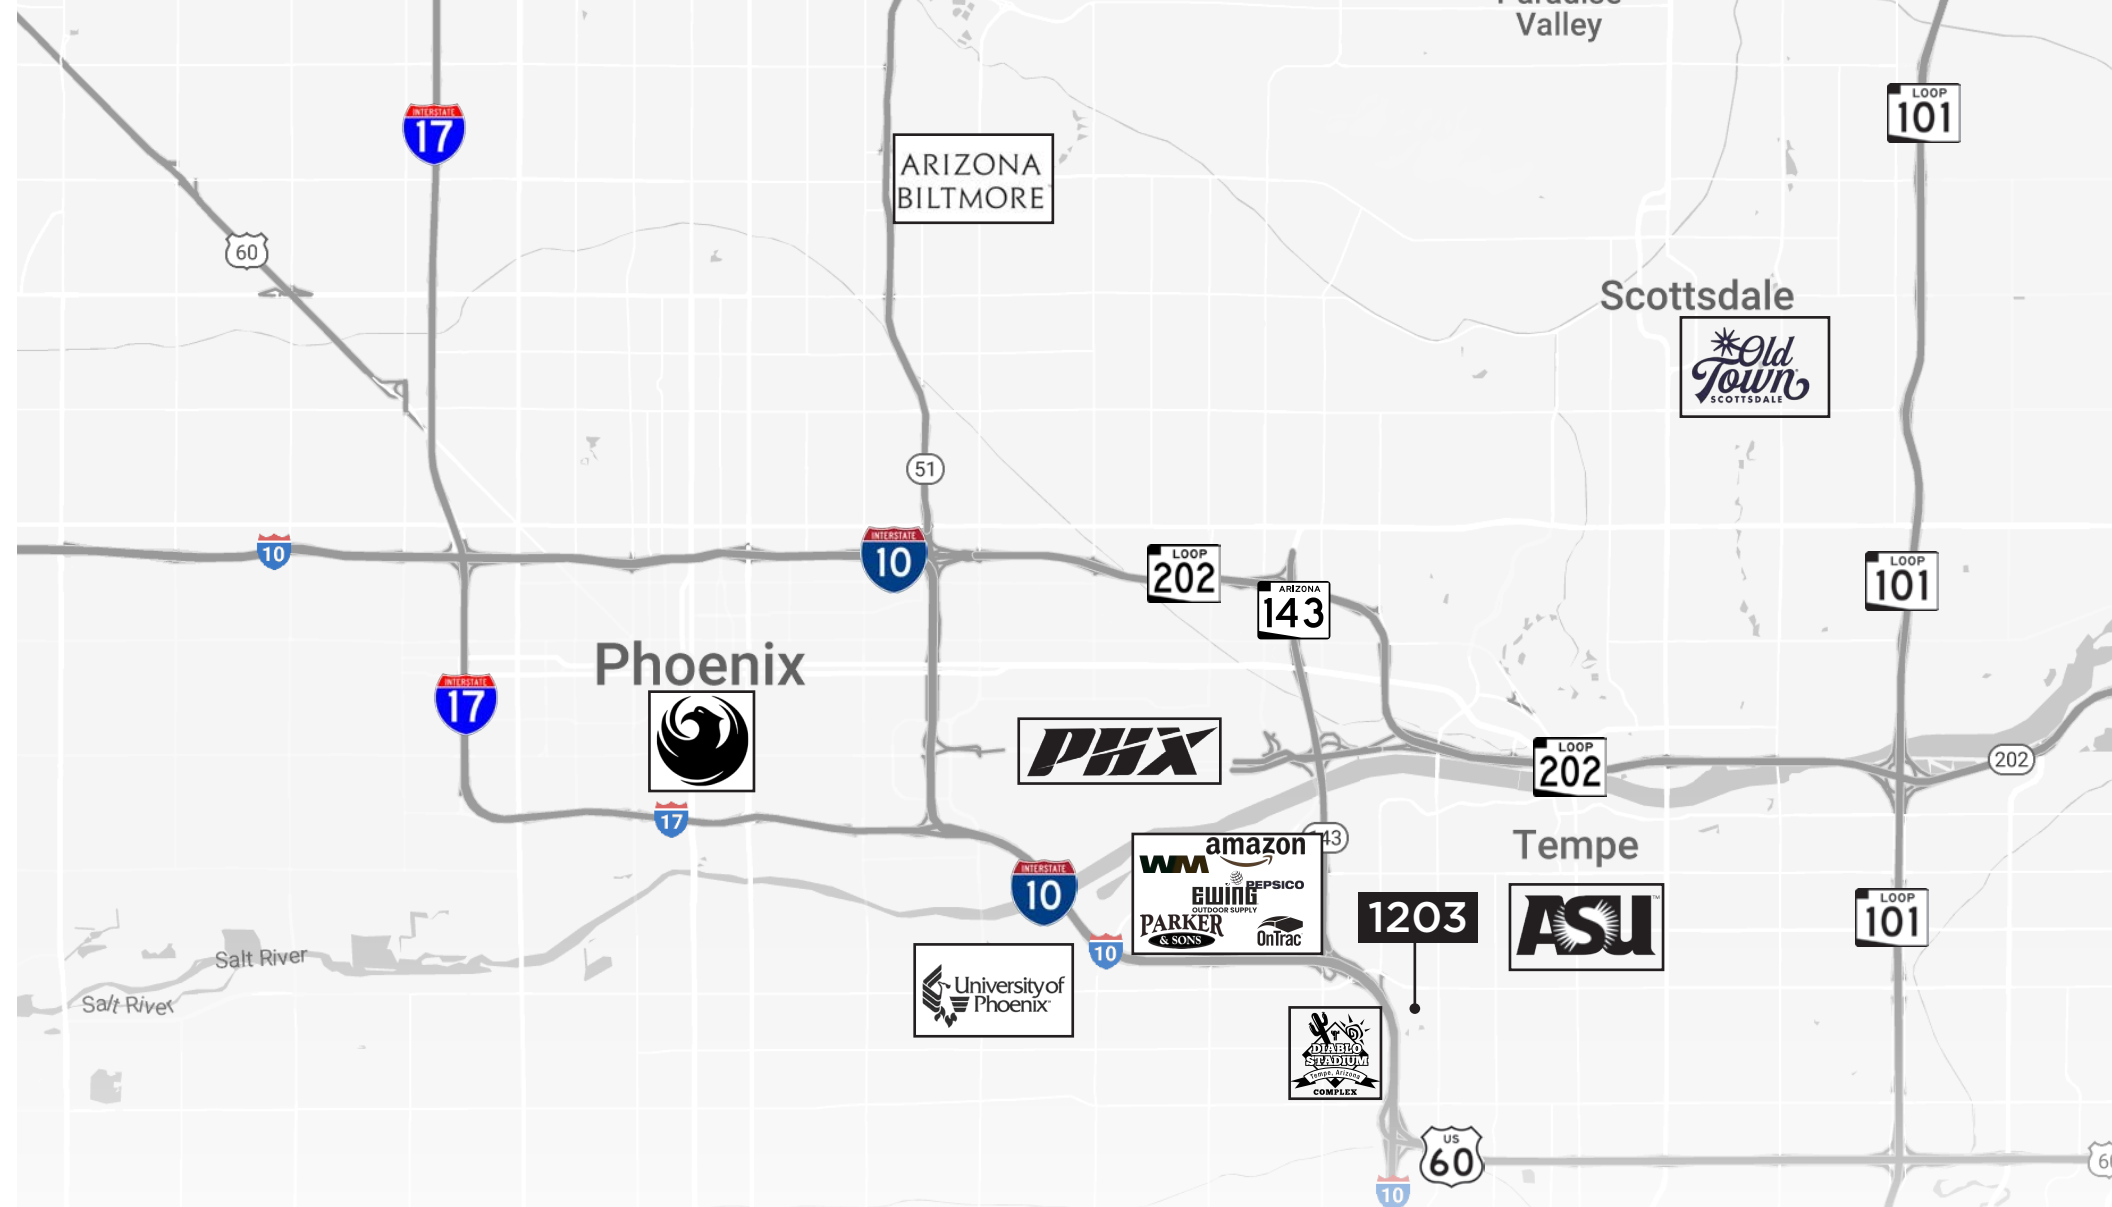 Paradise
Valley
LOOP
101
INTERSTATE
17
ARIZONA
BILTMORE
60
Scottsdale
Old
Town
SCOTTSDALE
51
10
INTERSTATE
10
LOOP
202
LOOP
101
ARIZONA
143
Phoenix
INTERSTATE
17
PHX
LOOP
202
202
17
Tempe
143
amazon
WM
PEPSICO
EWING
OUTDOOR SUPPLY
PARKER
& SONS
OnTrac
INTERSTATE
10
1203
ASU
TM
LOOP
101
10
Salt River
Salt River
University of
Phoenix
DIABLO
STADIUM
Tempe, Arizona
COMPLEX
US
60
60
10